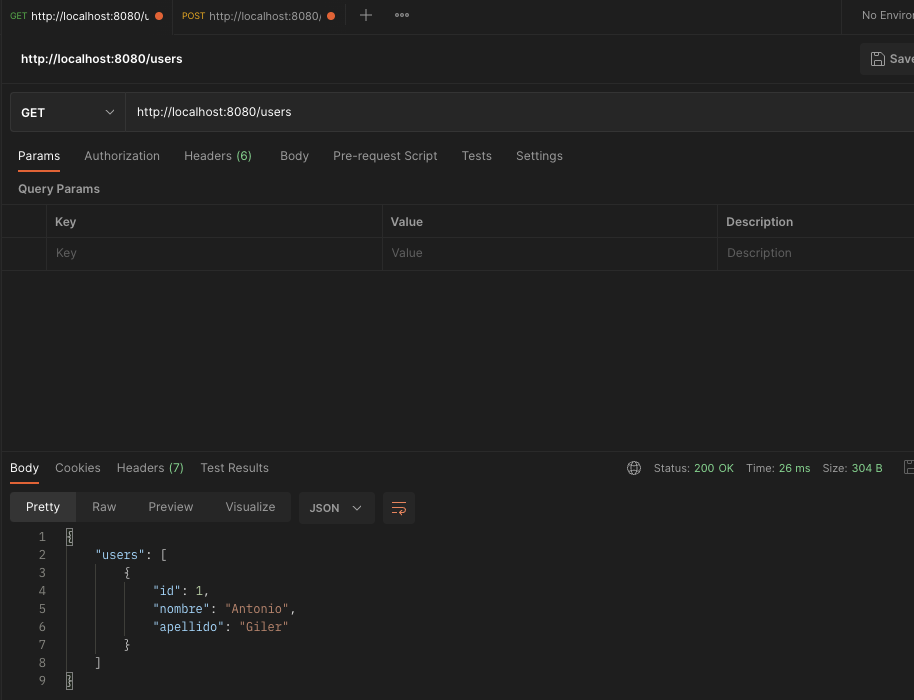 GET http://localhost:8080/u POST http://localhost:8080/ No Environ
http://localhost:8080/users Save
GET http://localhost:8080/users
Params Authorization Headers (6) Body Pre-request Script Tests Settings
Query Params
Key Value Description
Key Value Description
Body Cookies Headers (7) Test Results Status: 200 OK Time: 26 ms Size: 304 B
Pretty Raw Preview Visualize JSON
1 {
2 "users": [
3 {
4 "id": 1,
5 "nombre": "Antonio",
6 "apellido": "Giler"
7 }
8 ]
9 }